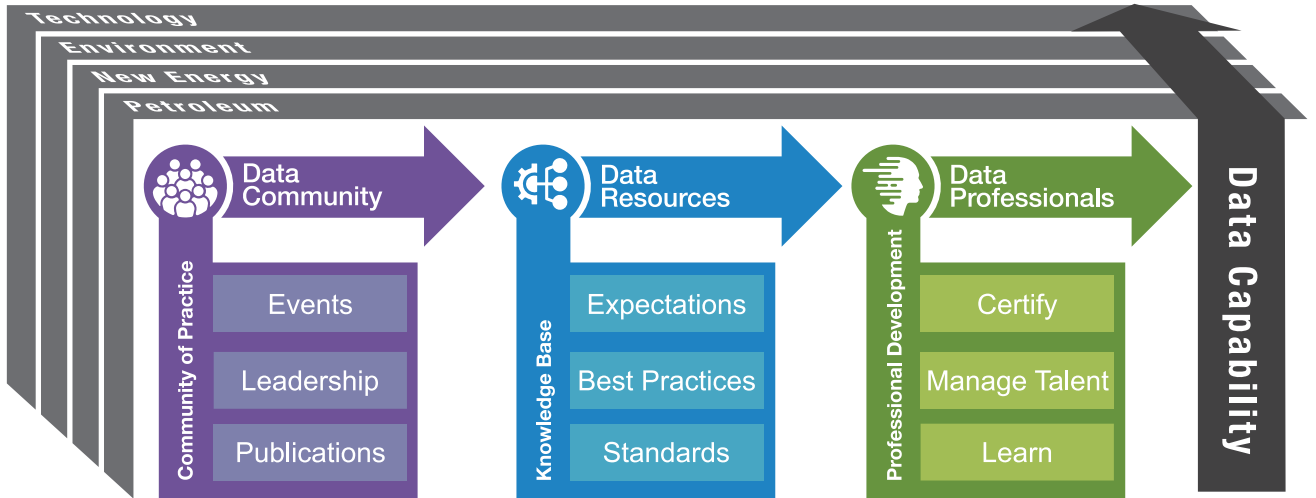 Technology
Environment
New Energy
Petroleum
Data
Community
Community of Practice
Events
Leadership
Publications
Data
Resources
Knowledge Base
Expectations
Best Practices
Standards
Data
Professionals
Professional Development
Certify
Manage Talent
Learn
Data Capability